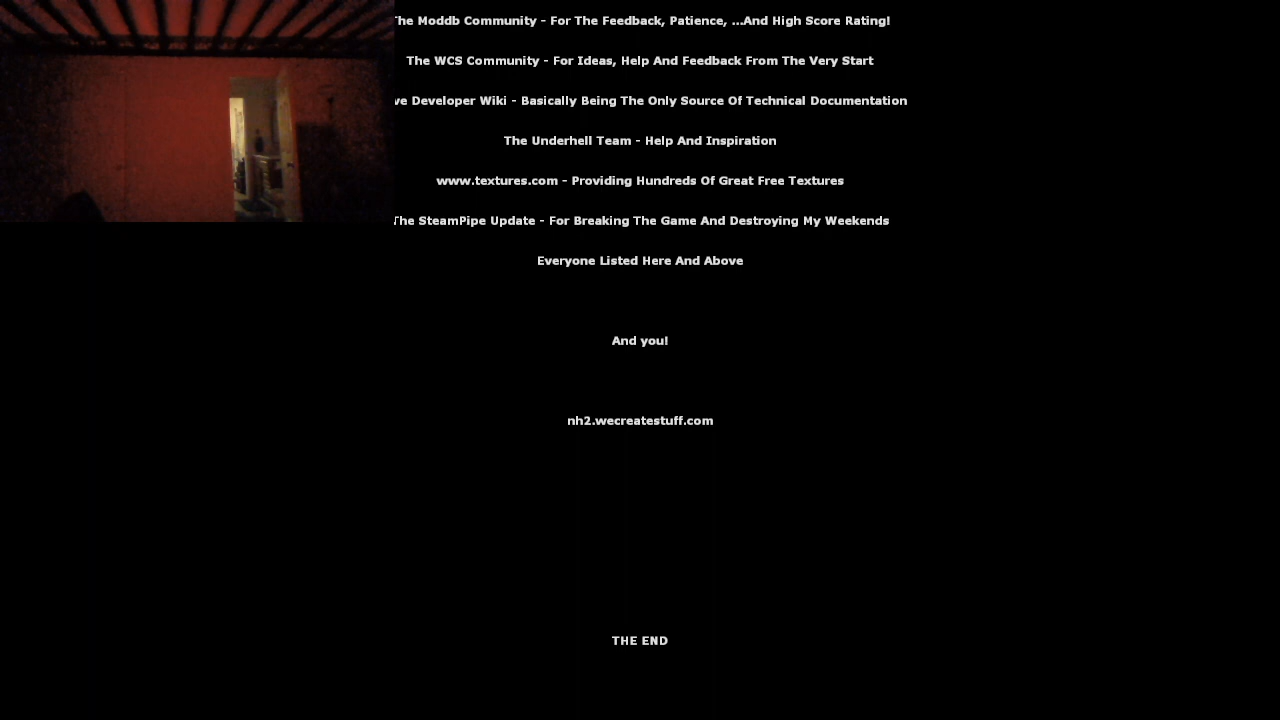 The Moddb Community - For The Feedback, Patience, ...And High Score Rating!
The WCS Community - For Ideas, Help And Feedback From The Very Start
ve Developer Wiki - Basically Being The Only Source Of Technical Documentation
The Underhell Team - Help And Inspiration
www.textures.com - Providing Hundreds Of Great Free Textures
The SteamPipe Update - For Breaking The Game And Destroying My Weekends
Everyone Listed Here And Above
And you!
nh2.wecreatestuff.com
THE END